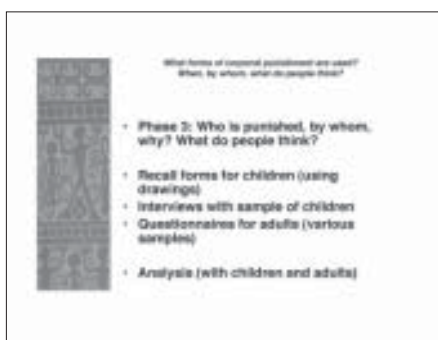 What forms of corporal punishment are used?
When, by whom, what do people think?
• Phase 3: Who is punished, by whom,
why? What do people think?
• Recall forms for children (using
drawings)
• Interviews with sample of children
• Questionnaires for adults (various
samples)
• Analysis (with children and adults)